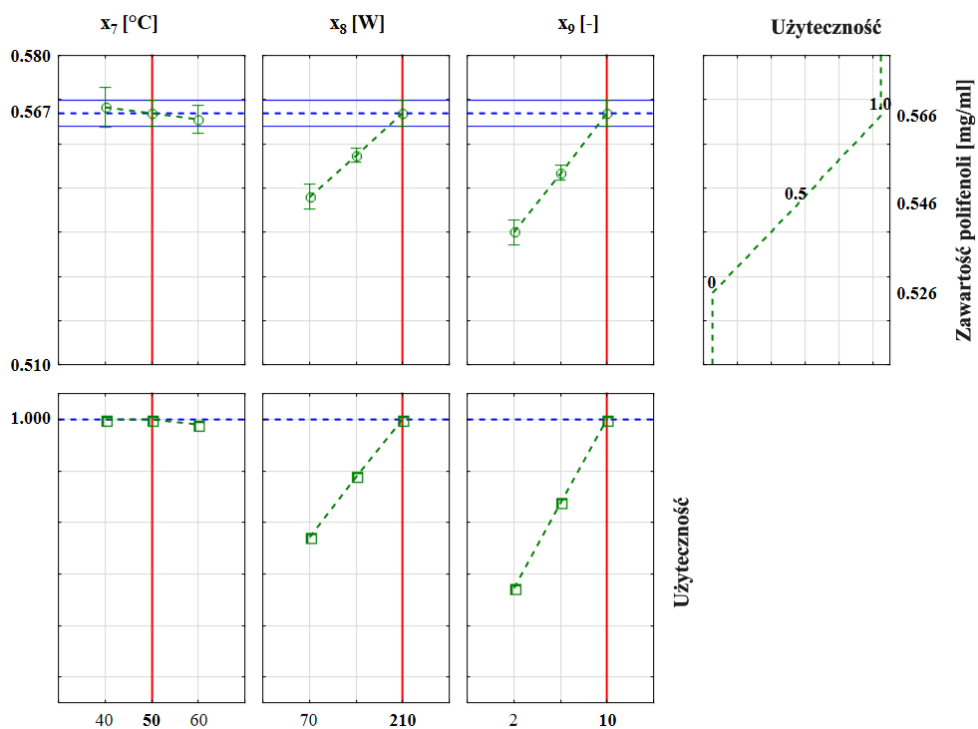 x₇ [°C]
x₈ [W]
x₉ [-]
Użyteczność
0.580
0.567
0.510
1.0
0.5
0
0.566
0.546
0.526
Zawartość polifenoli [mg/ml]
1.000
Użyteczność
40 50 60
70 210
2 10